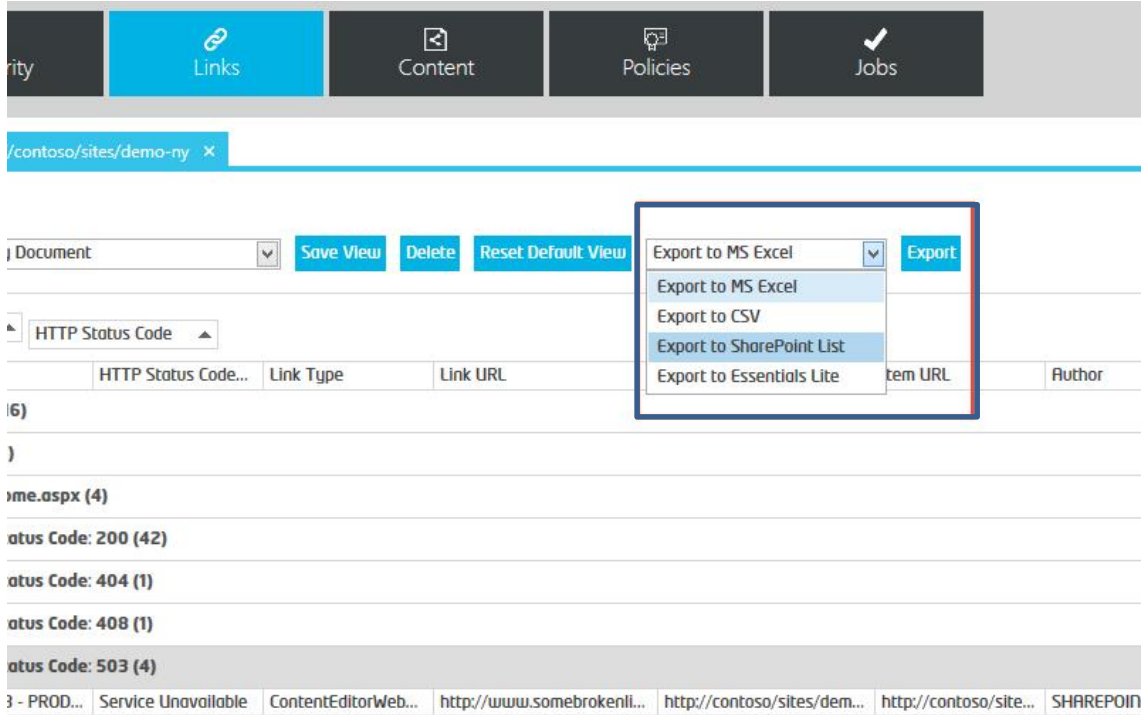 rity Links Content Policies Jobs
/contoso/sites/demo-ny ×
Document Save View Delete Reset Default View Export to MS Excel Export
Export to MS Excel
Export to CSV
HTTP Status Code
Export to SharePoint List
HTTP Status Code... Link Type Link URL Export to Essentials Lite tem URL Author
6)
)
ome.aspx (4)
atus Code: 200 (42)
atus Code: 404 (1)
atus Code: 408 (1)
atus Code: 503 (4)
3 - PROD... Service Unavailable ContentEditorWeb... http://www.somebrokenli... http://contoso/sites/dem... http://contoso/site... SHAREPOINT